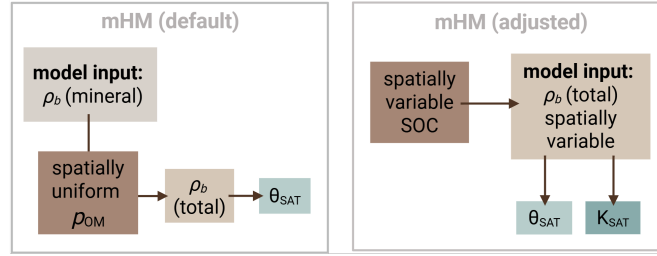 mHM (default)
model input:
ρb (mineral)
spatially
uniform
pOM
ρb
(total)
θSAT
mHM (adjusted)
spatially
variable
SOC
model input:
ρb (total)
spatially
variable
θSAT
KSAT